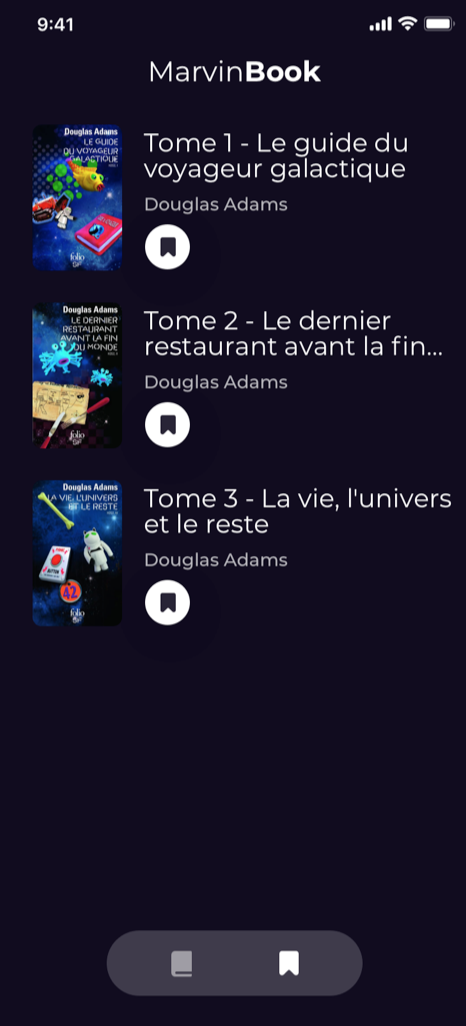 9:41
MarvinBook
Douglas Adams
LE GUIDE
DU VOYAGEUR
GALACTIQUE
folio
SF
Tome 1 - Le guide du
voyageur galactique
Douglas Adams
Douglas Adams
LE DERNIER
RESTAURANT
AVANT LA FIN
DU MONDE
folio
SF
Tome 2 - Le dernier
restaurant avant la fin...
Douglas Adams
Douglas Adams
LA VIE, L'UNIVERS
ET LE RESTE
42
folio
SF
Tome 3 - La vie, l'univers
et le reste
Douglas Adams